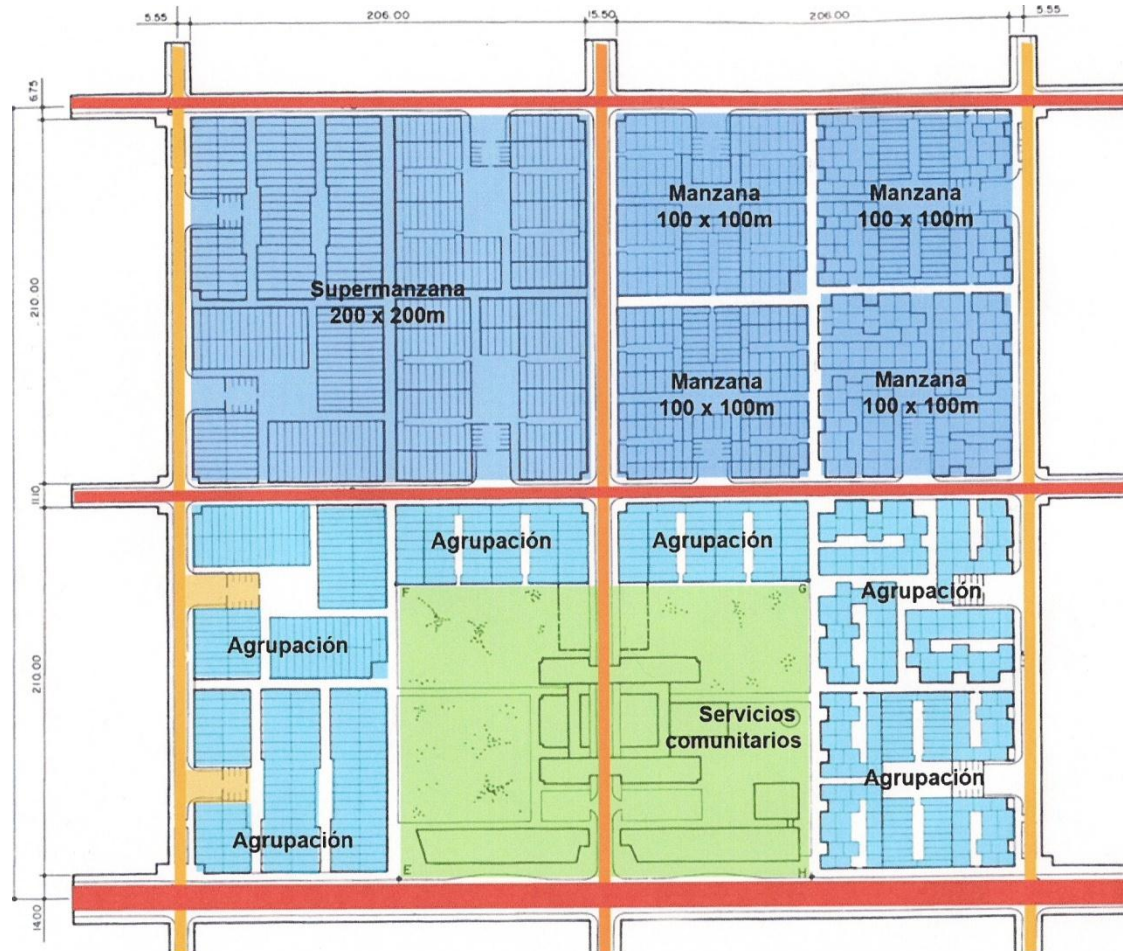 5.55
206.00
15.50
206.00
5.55
6.75
Manzana
100 x 100m
Manzana
100 x 100m
210.00
Supermanzana
200 x 200m
Manzana
100 x 100m
Manzana
100 x 100m
11.10
Agrupación
Agrupación
F
G
Agrupación
Agrupación
210.00
Servicios
comunitarios
Agrupación
Agrupación
E
H
14.00